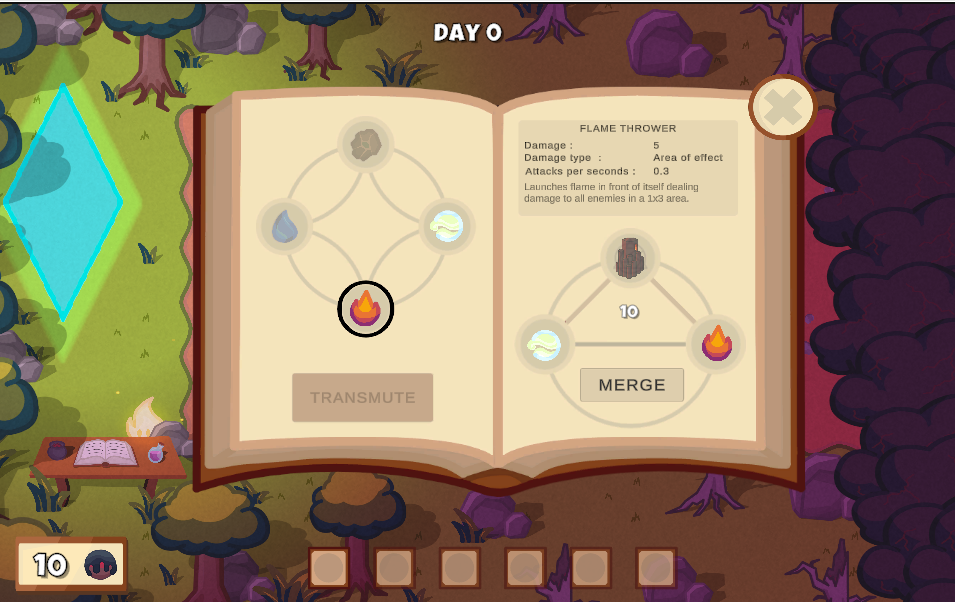 DAY 0
FLAME THROWER
Damage : 5
Damage type : Area of effect
Attacks per seconds : 0.3
Launches flame in front of itself dealing
damage to all enemies in a 1x3 area.
10
MERGE
TRANSMUTE
10